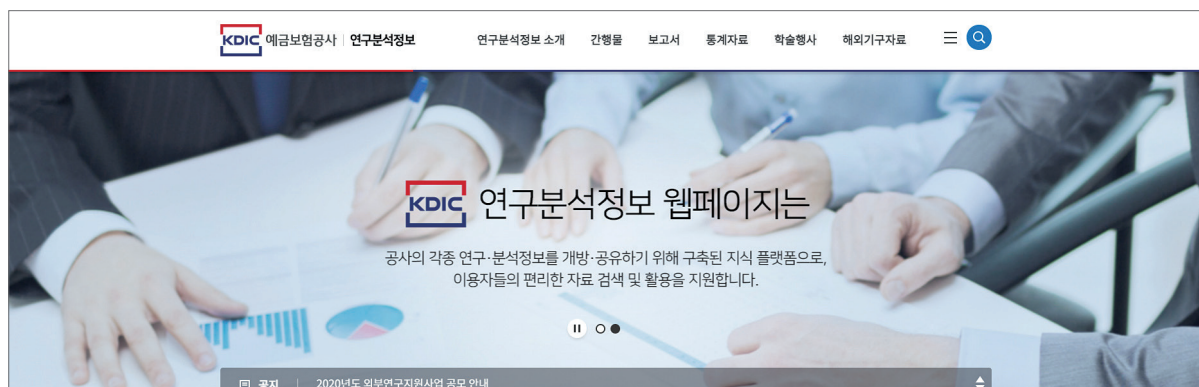 KDIC 예금보험공사 | 연구분석정보
연구분석정보 소개 간행물 보고서 통계자료 학술행사 해외기구자료
KDIC 연구분석정보 웹페이지는
공사의 각종 연구·분석정보를 개방·공유하기 위해 구축된 지식 플랫폼으로,
이용자들의 편리한 자료 검색 및 활용을 지원합니다.
공지 | 2020년도 외부연구지원사업 공모 안내